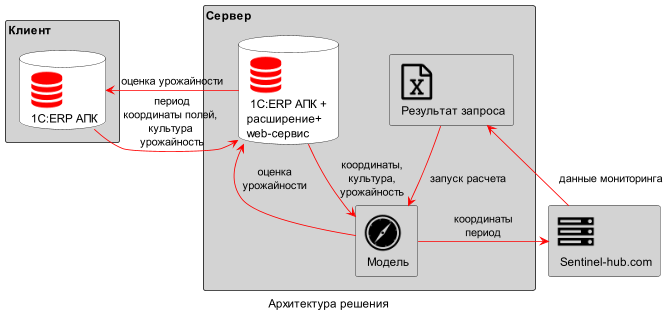 Клиент
1С:ERP АПК
Сервер
1С:ERP АПК +
расширение+
web-сервис
Результат запроса
оценка урожайности
период
координаты полей,
культура
урожайность
оценка
урожайности
координаты,
культура,
урожайность
запуск расчета
данные мониторинга
координаты
период
Модель
Sentinel-hub.com
Архитектура решения